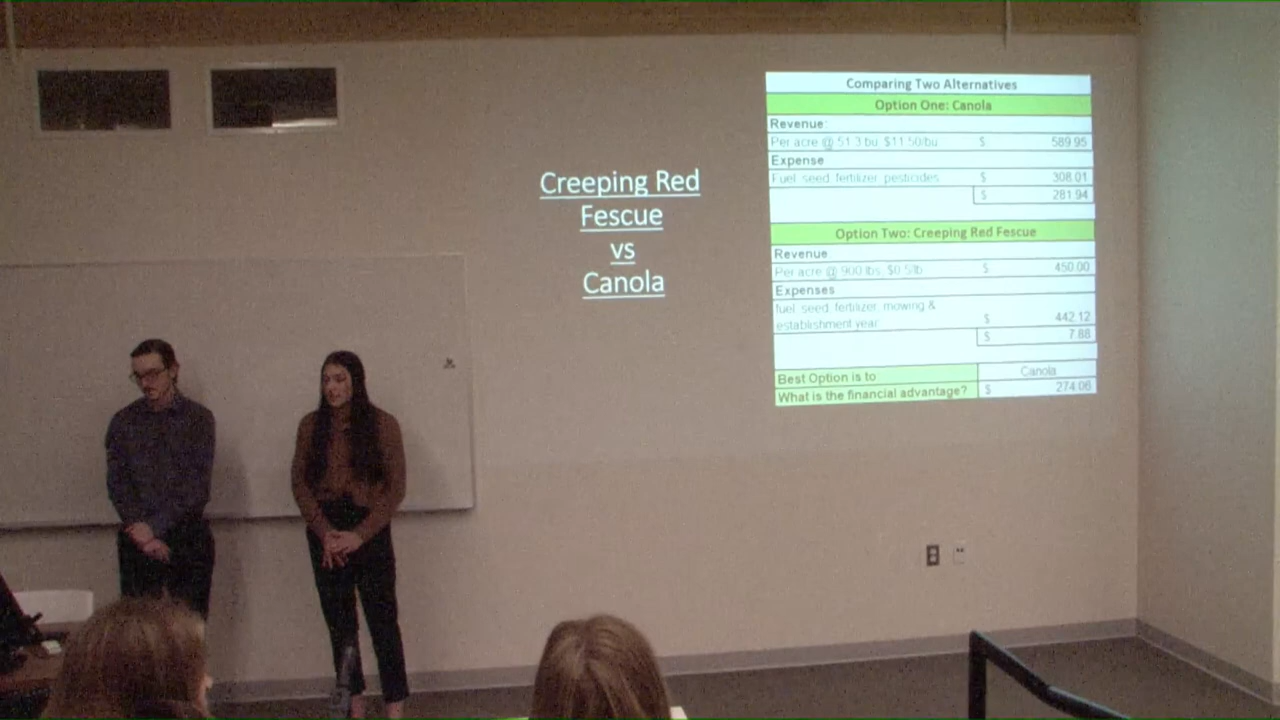 Creeping Red
Fescue
vs
Canola
Comparing Two Alternatives
Option One: Canola
Revenue:
Per acre @ 51.3 bu. $11.50/bu $ 589.95
Expense
Fuel, seed, fertilizer, pesticides $ 308.01
$ 281.94
Option Two: Creeping Red Fescue
Revenue
Per acre @ 900 lbs. $0.5/lb $ 450.00
Expenses
fuel, seed, fertilizer, mowing &
establishment year $ 442.12
$ 7.88
Best Option is to Canola
What is the financial advantage? $ 274.06